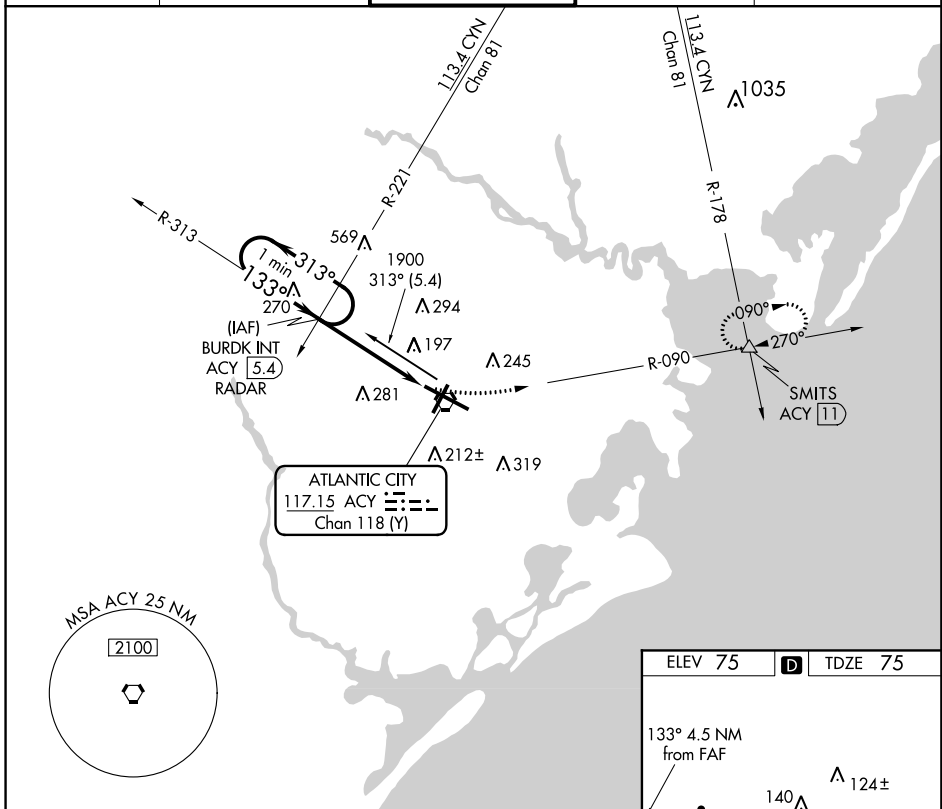 113.4 CYN
Chan 81
113.4 CYN
Chan 81
1035
R-221
R-178
R-313
569
1900
313° (5.4)
1 min
313°
133°
270
294
090°
270°
(IAF)
BURDK INT
ACY 5.4
RADAR
197
245
R-090
281
SMITS
ACY 11
212±
319
ATLANTIC CITY
117.15 ACY
Chan 118 (Y)
MSA ACY 25 NM
2100
ELEV 75 D TDZE 75
133° 4.5 NM
from FAF
124±
140